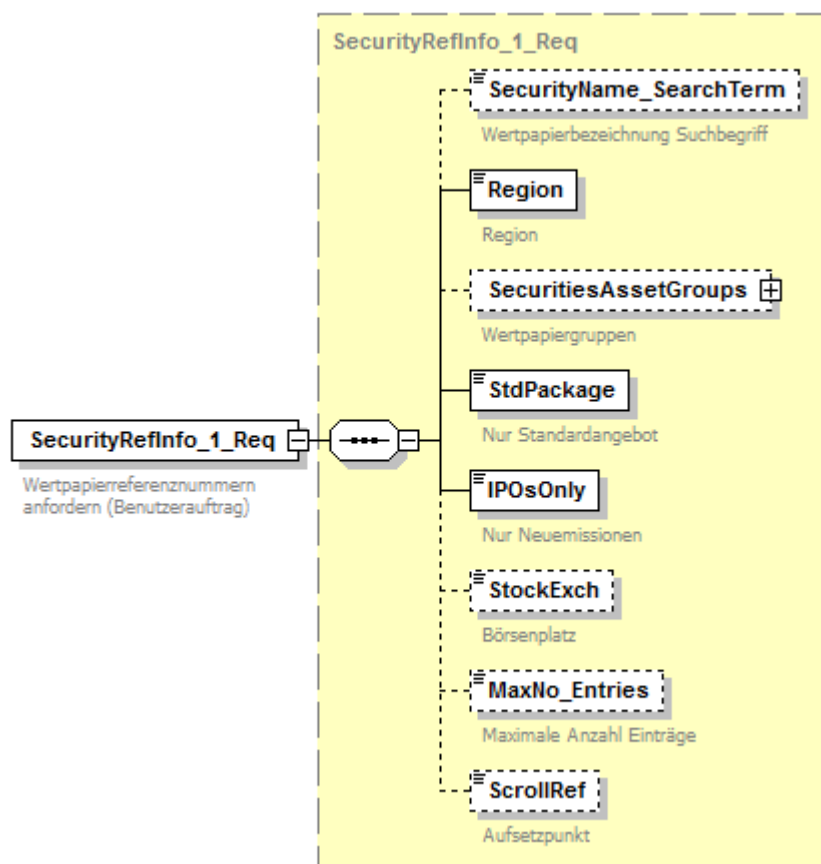 SecurityRefInfo_1_Req
SecurityName_SearchTerm
Wertpapierbezeichnung Suchbegriff
Region
Region
SecuritiesAssetGroups
Wertpapiergruppen
StdPackage
Nur Standardangebot
SecurityRefInfo_1_Req
Wertpapierreferenznummern
anfordern (Benutzerauftrag)
IPOsOnly
Nur Neuemissionen
StockExch
Börsenplatz
MaxNo_Entries
Maximale Anzahl Einträge
ScrollRef
Aufsetzpunkt